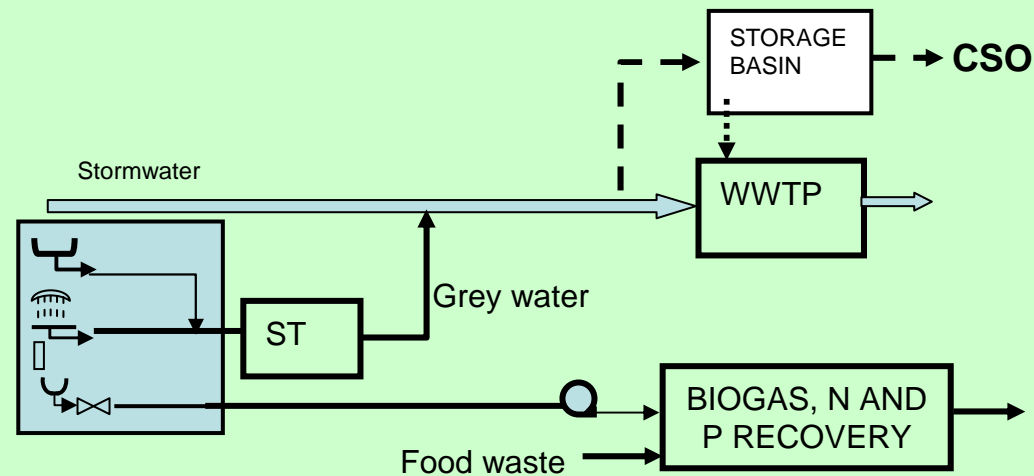 STORAGE
BASIN
CSO
Stormwater
WWTP
Grey water
ST
BIOGAS, N AND
P RECOVERY
Food waste